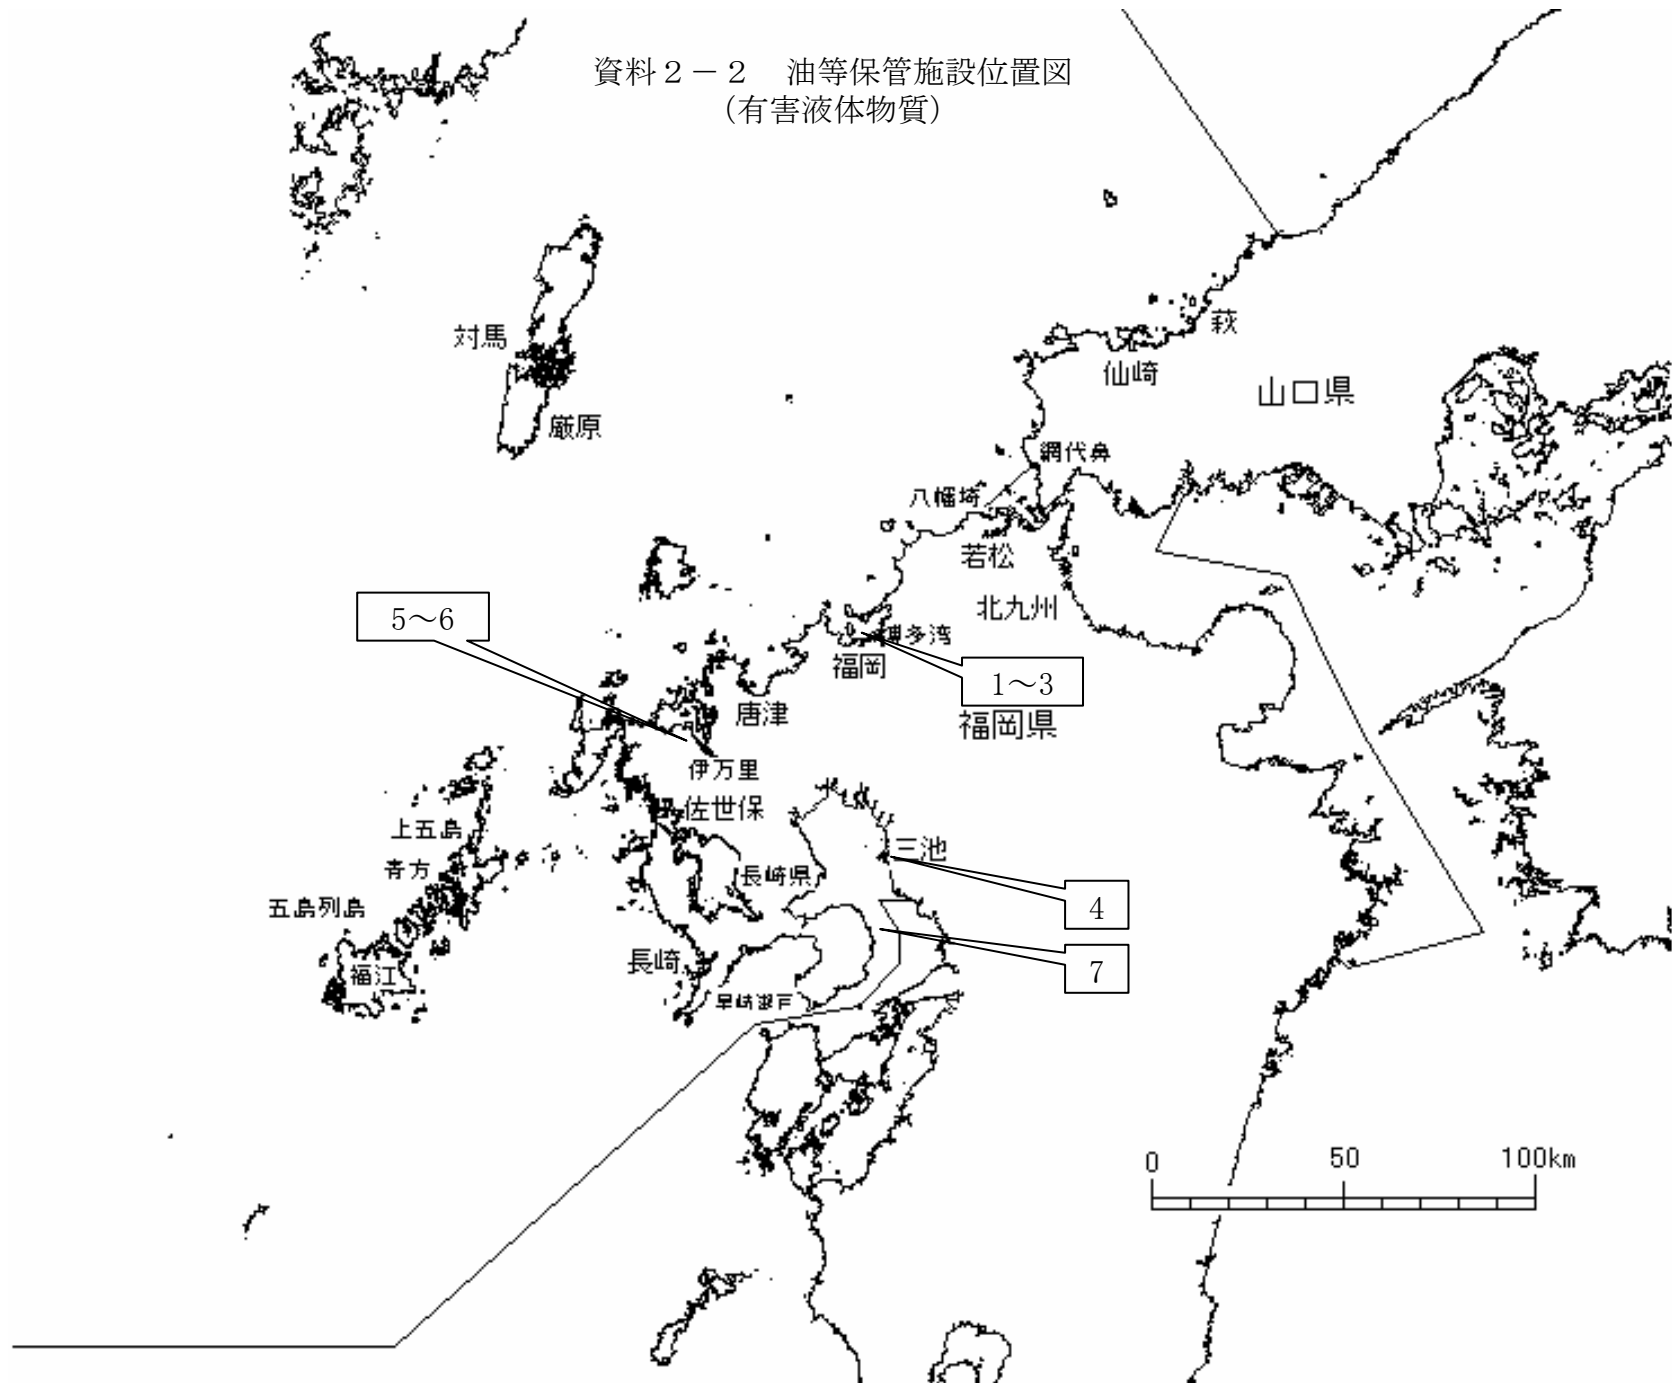 資料2-2 油等保管施設位置図
(有害液体物質)
対馬
厳原
萩
仙崎
山口県
網代鼻
八幡埼
若松
北九州
5～6
博多湾
福岡
1～3
唐津
福岡県
伊万里
佐世保
上五島
青方
三池
長崎県
4
五島列島
7
長崎
福江
早崎瀬戸
0 50 100km